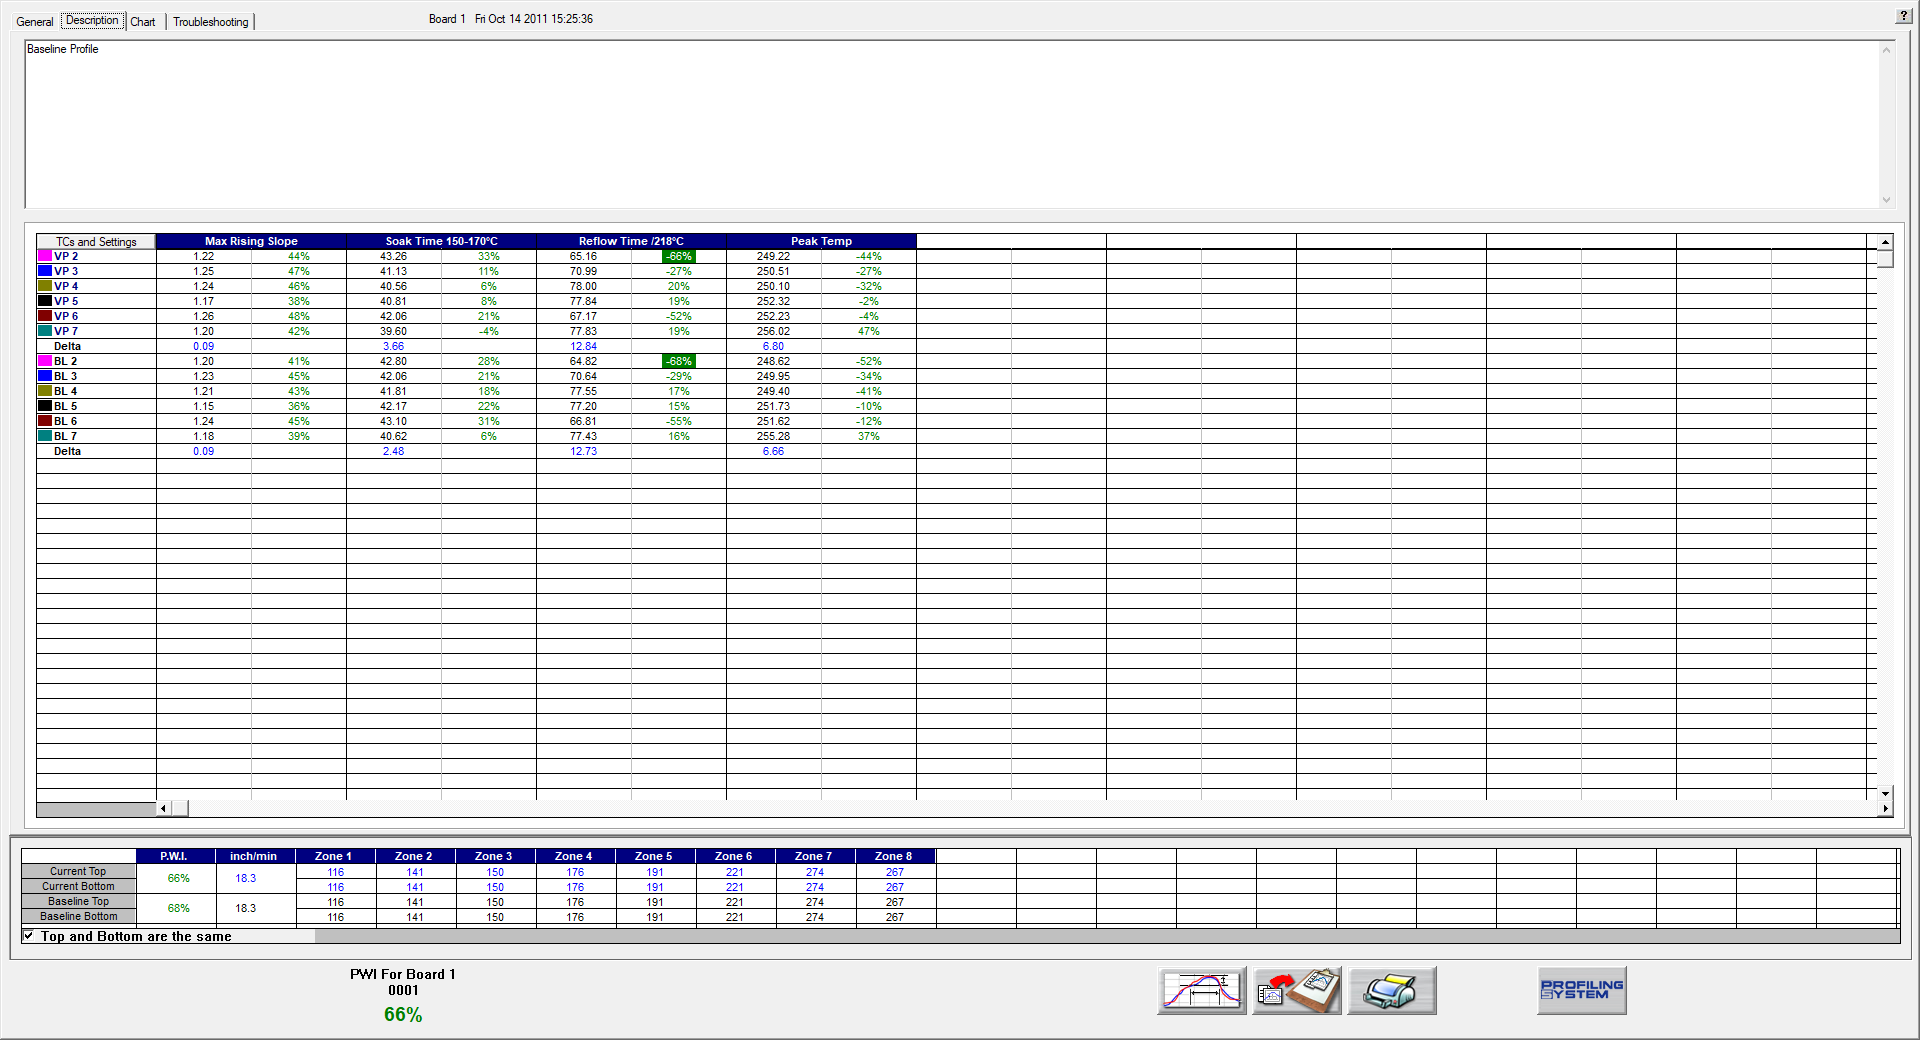 General Description Chart Troubleshooting Board 1 Fri Oct 14 2011 15:25:36 ?
Baseline Profile
TCs and Settings Max Rising Slope Soak Time 150-170°C Reflow Time /218°C Peak Temp
VP 2 1.22 44% 43.26 33% 65.16 -66% 249.22 -44%
VP 3 1.25 47% 41.13 11% 70.99 -27% 250.51 -27%
VP 4 1.24 46% 40.56 6% 78.00 20% 250.10 -32%
VP 5 1.17 38% 40.81 8% 77.84 19% 252.32 -2%
VP 6 1.26 48% 42.06 21% 67.17 -52% 252.23 -4%
VP 7 1.20 42% 39.60 -4% 77.83 19% 256.02 47%
Delta 0.09 3.66 12.84 6.80
BL 2 1.20 41% 42.80 28% 64.82 -68% 248.62 -52%
BL 3 1.23 45% 42.06 21% 70.64 -29% 249.95 -34%
BL 4 1.21 43% 41.81 18% 77.55 17% 249.40 -41%
BL 5 1.15 36% 42.17 22% 77.20 15% 251.73 -10%
BL 6 1.24 45% 43.10 31% 66.81 -55% 251.62 -12%
BL 7 1.18 39% 40.62 6% 77.43 16% 255.28 37%
Delta 0.09 2.48 12.73 6.66
P.W.I. inch/min Zone 1 Zone 2 Zone 3 Zone 4 Zone 5 Zone 6 Zone 7 Zone 8
Current Top 66% 18.3 116 141 150 176 191 221 274 267
Current Bottom 116 141 150 176 191 221 274 267
Baseline Top 68% 18.3 116 141 150 176 191 221 274 267
Baseline Bottom 116 141 150 176 191 221 274 267
Top and Bottom are the same
PWI For Board 1
0001
66%
PROFILING
SYSTEM